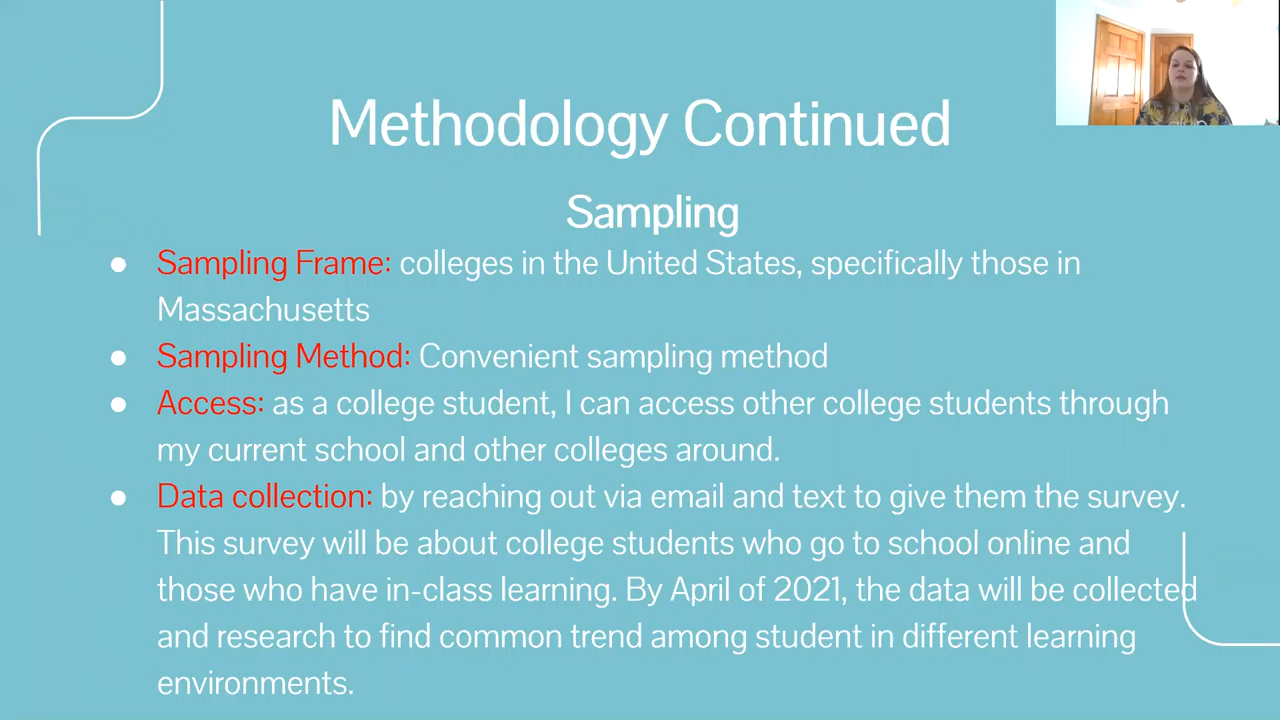 Methodology Continued
Sampling
● Sampling Frame: colleges in the United States, specifically those in
Massachusetts
● Sampling Method: Convenient sampling method
● Access: as a college student, I can access other college students through
my current school and other colleges around.
● Data collection: by reaching out via email and text to give them the survey.
This survey will be about college students who go to school online and
those who have in-class learning. By April of 2021, the data will be collected
and research to find common trend among student in different learning
environments.